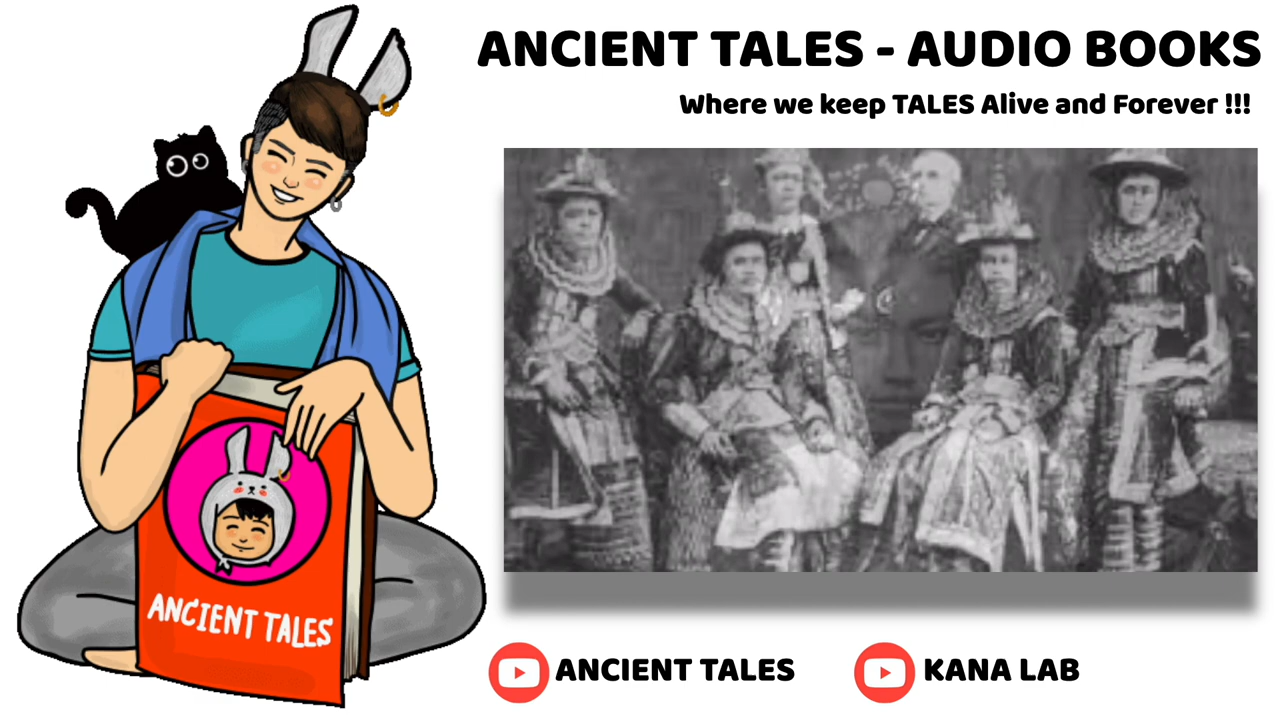 ANCIENT TALES - AUDIO BOOKS
Where we keep TALES Alive and Forever !!!
ANCIENT TALES
ANCIENT TALES
KANA LAB